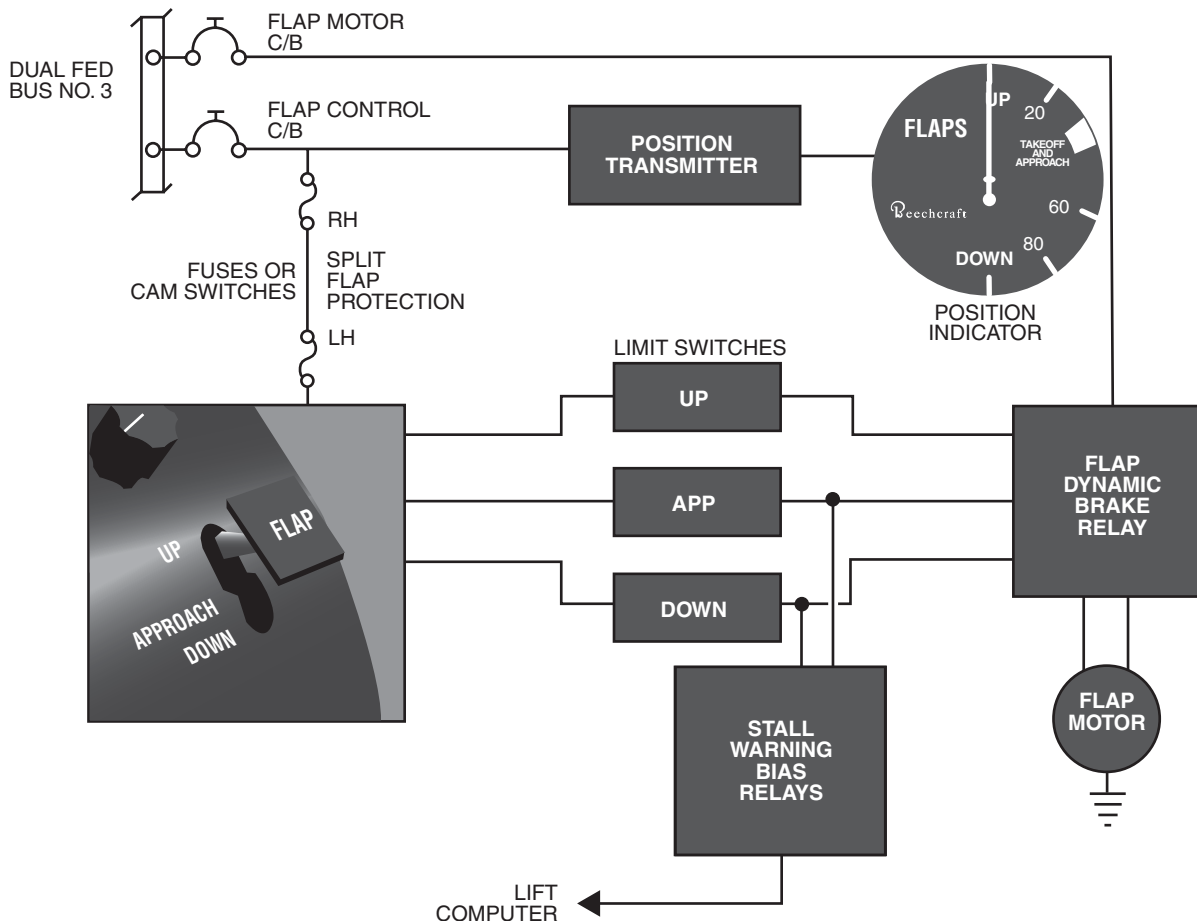 FLAP MOTOR
C/B
DUAL FED
BUS NO. 3
FLAP CONTROL
C/B
POSITION
TRANSMITTER
FLAPS
UP
20
TAKEOFF
AND
APPROACH
60
80
DOWN
Beechcraft
POSITION
INDICATOR
RH
FUSES OR
CAM SWITCHES
SPLIT
FLAP
PROTECTION
LH
LIMIT SWITCHES
UP
APP
DOWN
FLAP
UP
APPROACH
DOWN
FLAP
DYNAMIC
BRAKE
RELAY
STALL
WARNING
BIAS
RELAYS
FLAP
MOTOR
LIFT
COMPUTER